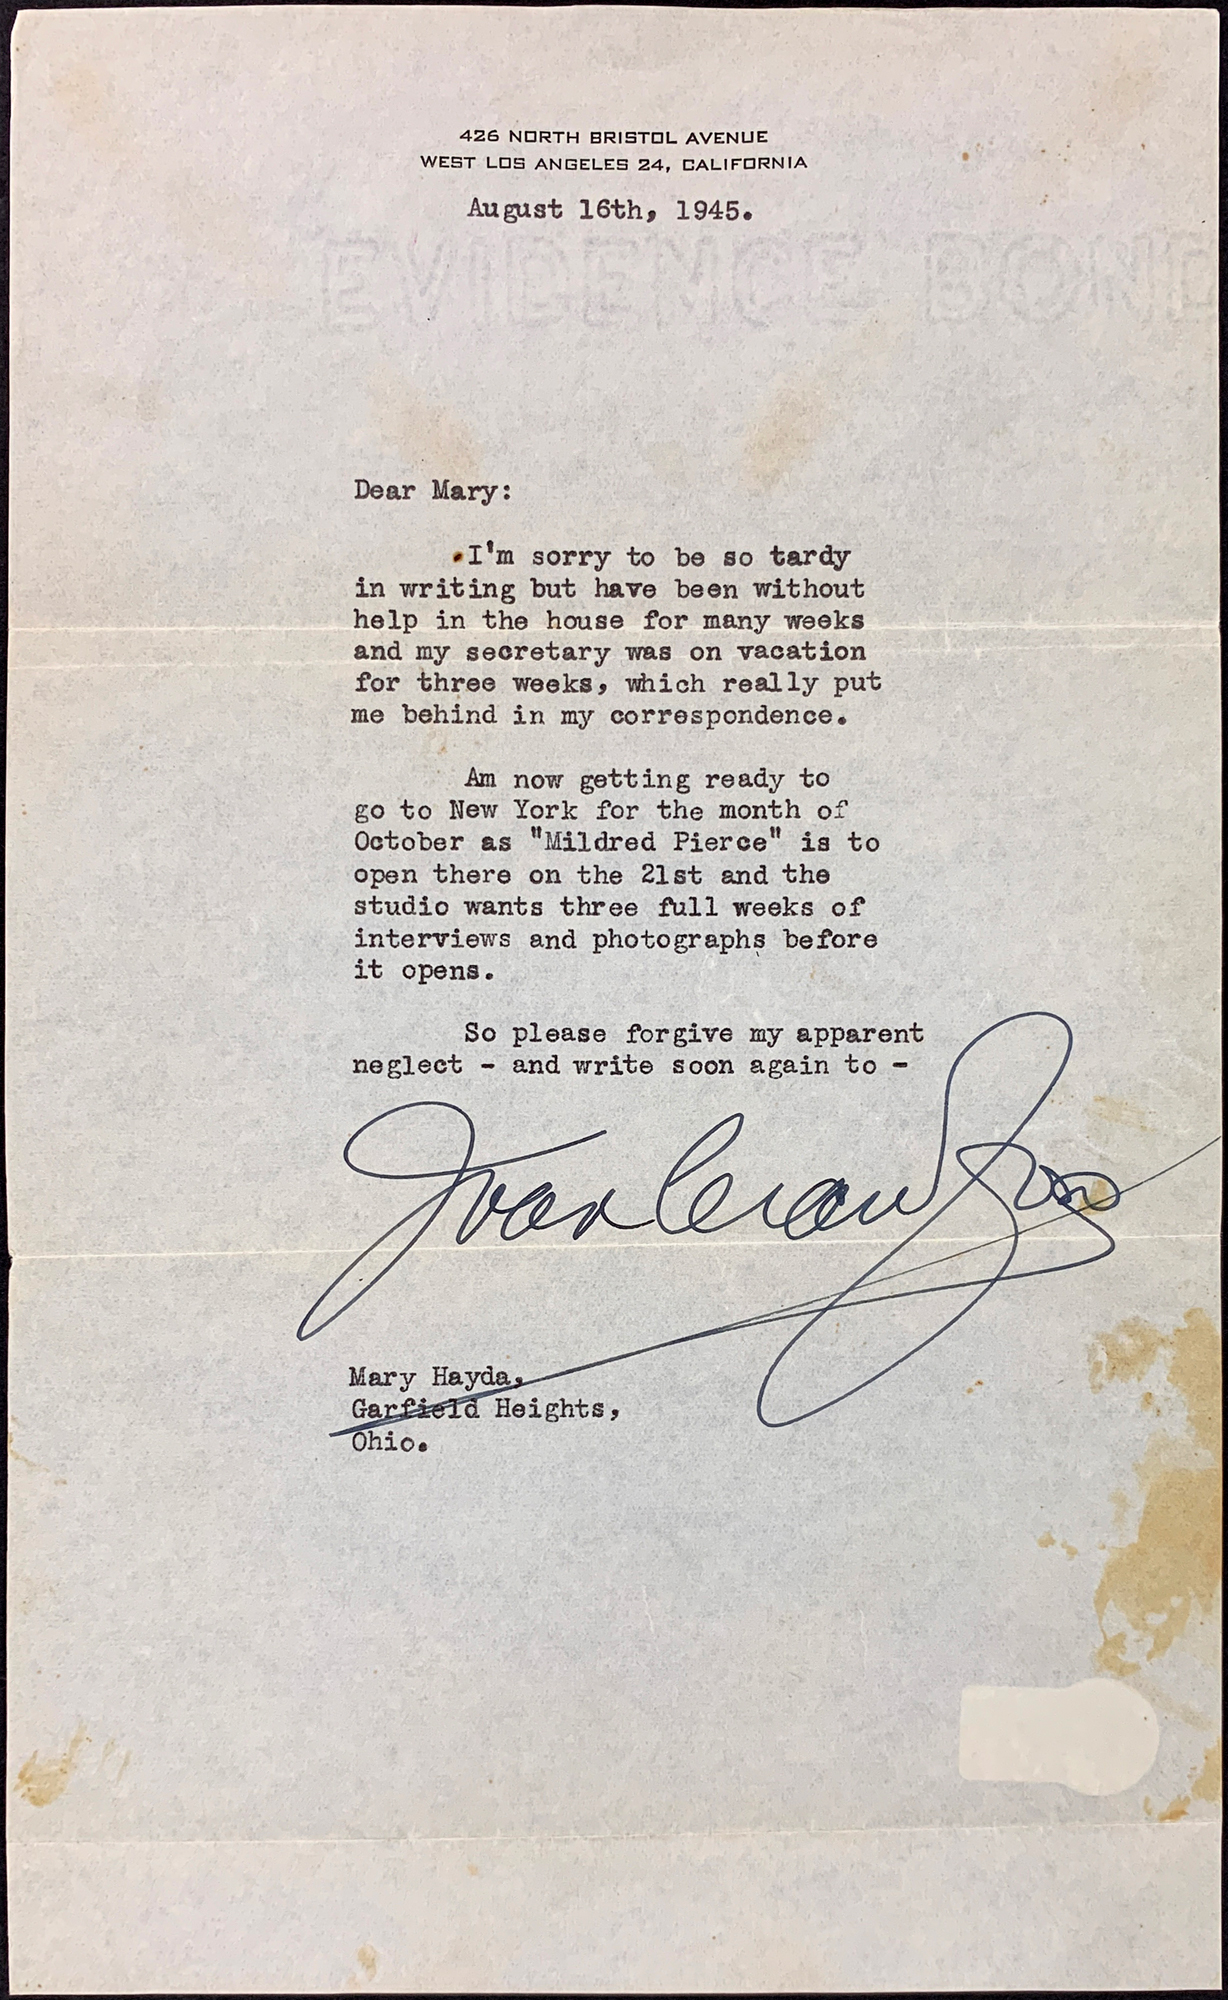 426 NORTH BRISTOL AVENUE
WEST LOS ANGELES 24, CALIFORNIA
August 16th, 1945.
EVIDENCE BOND
Dear Mary:
I'm sorry to be so tardy
in writing but have been without
help in the house for many weeks
and my secretary was on vacation
for three weeks, which really put
me behind in my correspondence.
Am now getting ready to
go to New York for the month of
October as "Mildred Pierce" is to
open there on the 21st and the
studio wants three full weeks of
interviews and photographs before
it opens.
So please forgive my apparent
neglect - and write soon again to -
Joan Crawford
Mary Hayda,
Garfield Heights,
Ohio.